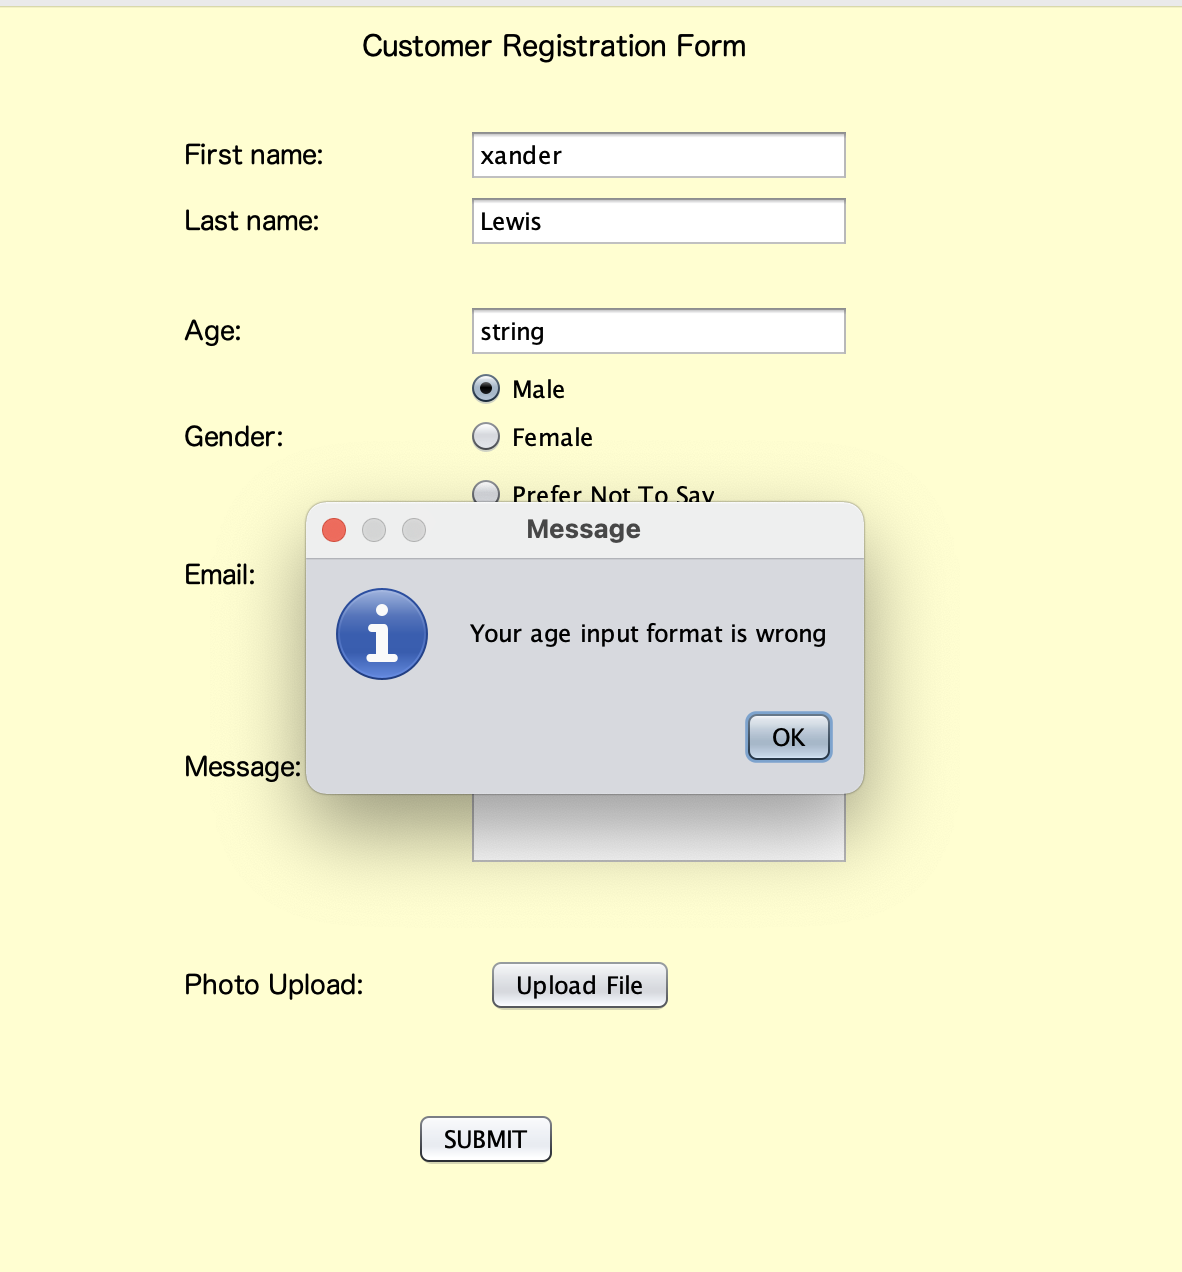 Customer Registration Form
First name:
xander
Last name:
Lewis
Age:
string
Male
Gender:
Female
Prefer Not To Say
Message
Email:
Your age input format is wrong
OK
Message:
Photo Upload:
Upload File
SUBMIT